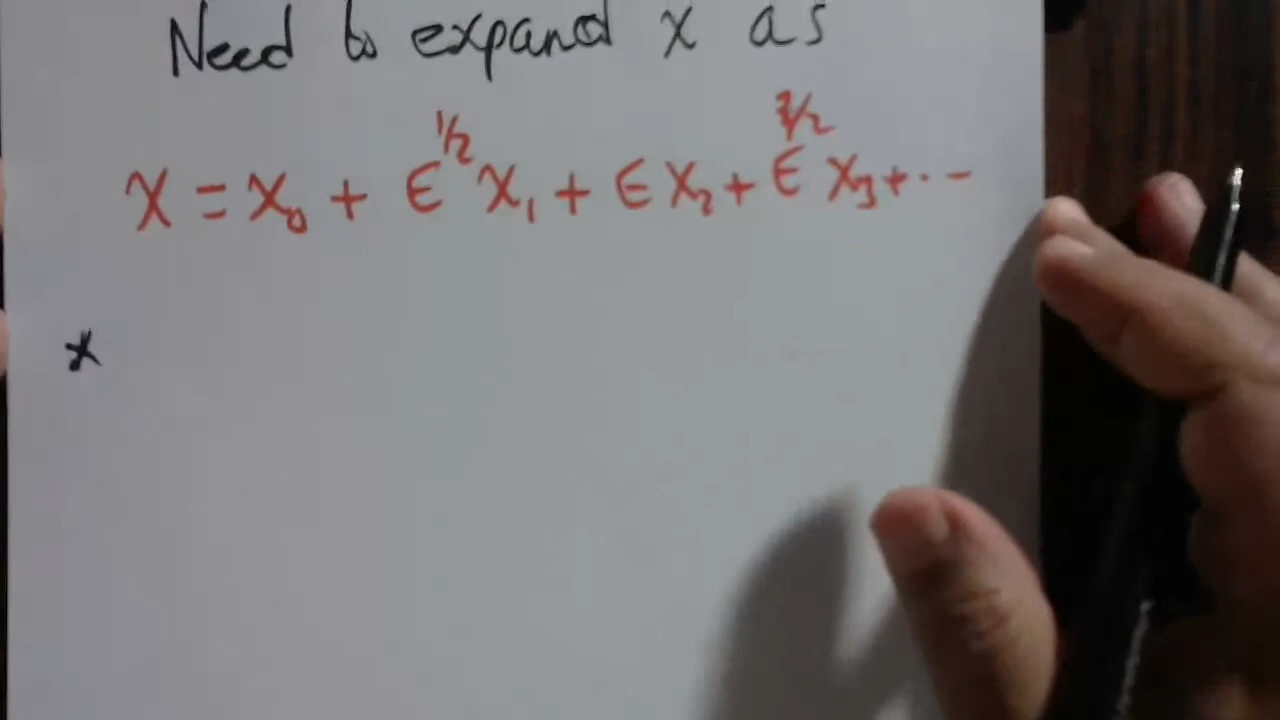 Need to expand x as
x = x₀ + ϵ^{1/2} x₁ + ϵ x₂ + ϵ^{3/2} x₃ + ⋯
*